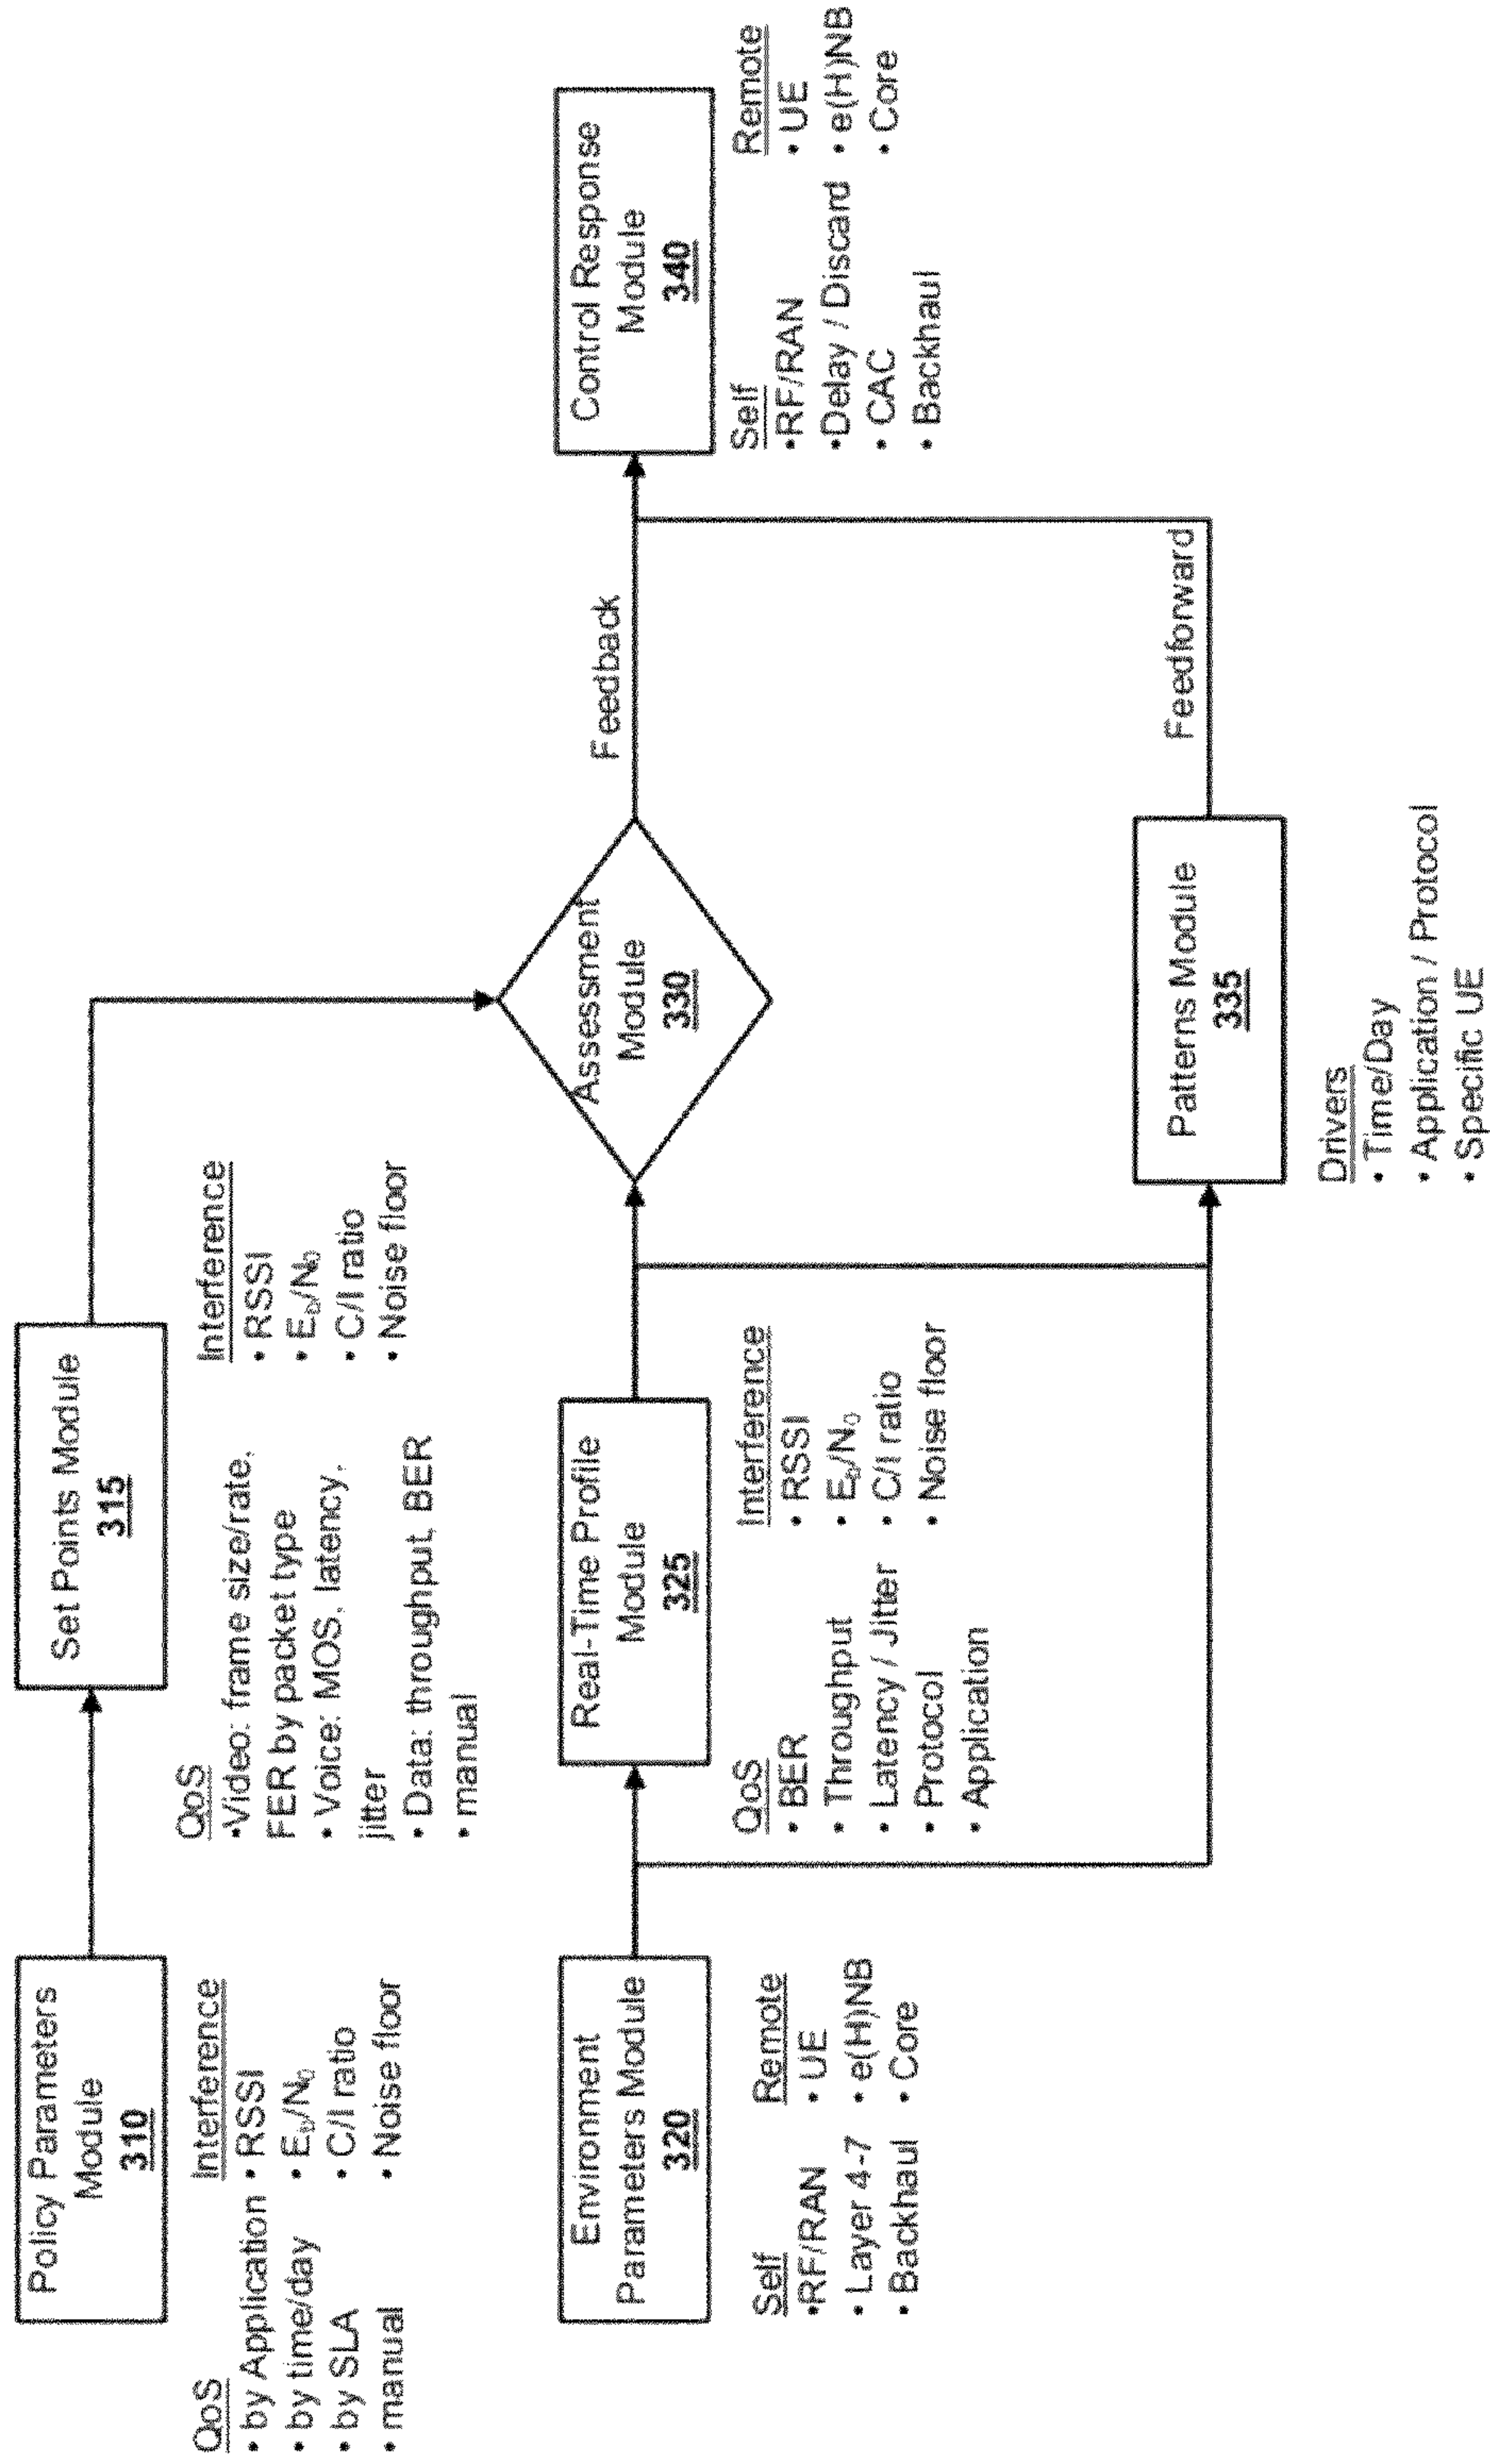 Policy Parameters
Module
310
QoS
• by Application
• by time/day
• by SLA
• manual
Interference
• RSSI
• Eb/N0
• C/I ratio
• Noise floor
Set Points Module
315
QoS
•Video: frame size/rate,
FER by packet type
• Voice: MOS, latency,
jitter
• Data: throughput, BER
• manual
Interference
• RSSI
• Eb/N0
• C/I ratio
• Noise floor
Environment
Parameters Module
320
Self
•RF/RAN
• Layer 4-7
• Backhaul
Remote
• UE
• e(H)NB
• Core
Real-Time Profile
Module
325
QoS
• BER
• Throughput
• Latency / Jitter
• Protocol
• Application
Interference
• RSSI
• Eb/N0
• C/I ratio
• Noise floor
Assessment
Module
330
Feedback
Control Response
Module
340
Self
•RF/RAN
•Delay / Discard
• CAC
• Backhaul
Remote
• UE
• e(H)NB
• Core
Patterns Module
335
Feedforward
Drivers
• Time/Day
• Application / Protocol
• Specific UE